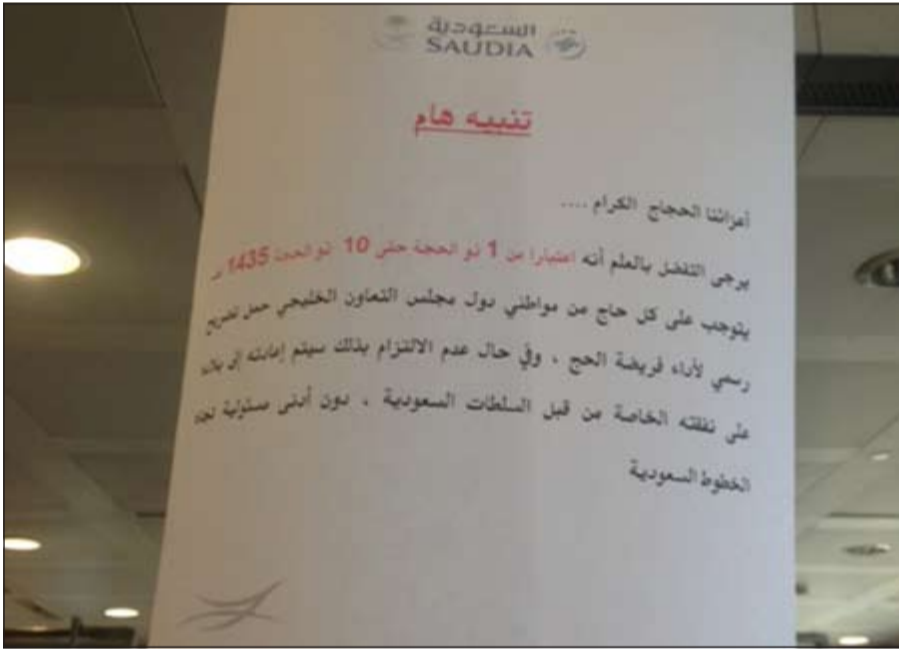 السعودية
SAUDIA
تنبيه هام
أعزائنا الحجاج الكرام ....
يرجى التفضل بالعلم أنه اعتبارا من 1 ذو الحجة حتى 10 ذو الحجة 1435 هـ
يتوجب على كل حاج من مواطني دول مجلس التعاون الخليجي حمل تصريح
رسمي لأداء فريضة الحج ، وفي حال عدم الالتزام بذلك سيتم إعادته إلى بلاده
على نفقته الخاصة من قبل السلطات السعودية ، دون أدنى مسئولية تجاه
الخطوط السعودية